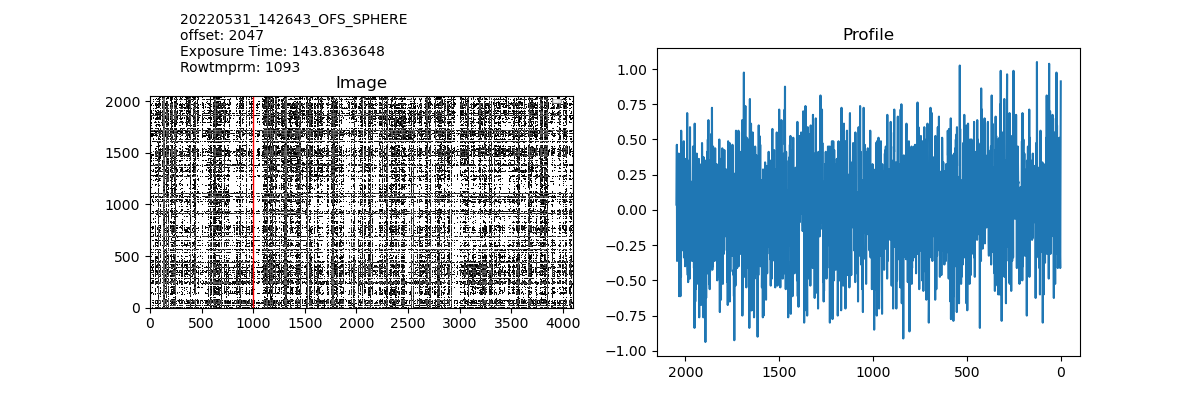 20220531_142643_OFS_SPHERE
offset: 2047
Exposure Time: 143.8363648
Rowtmprm: 1093
Image
2000
1500
1000
500
0
0 500 1000 1500 2000 2500 3000 3500 4000
Profile
1.00
0.75
0.50
0.25
0.00
−0.25
−0.50
−0.75
−1.00
2000 1500 1000 500 0